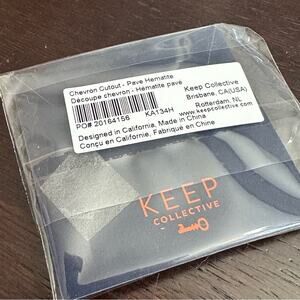 Chevron Cutout - Pave Hematite
Découpe chevron - Hématite pavé
Keep Collective
Brisbane, CA(USA)
PO# 20164156
KA134H
Rotterdam, NL
www.keepcollective.com
Designed in California, Made in China
Conçu en Californie, Fabrique en Chine
KEEP
COLLECTIVE